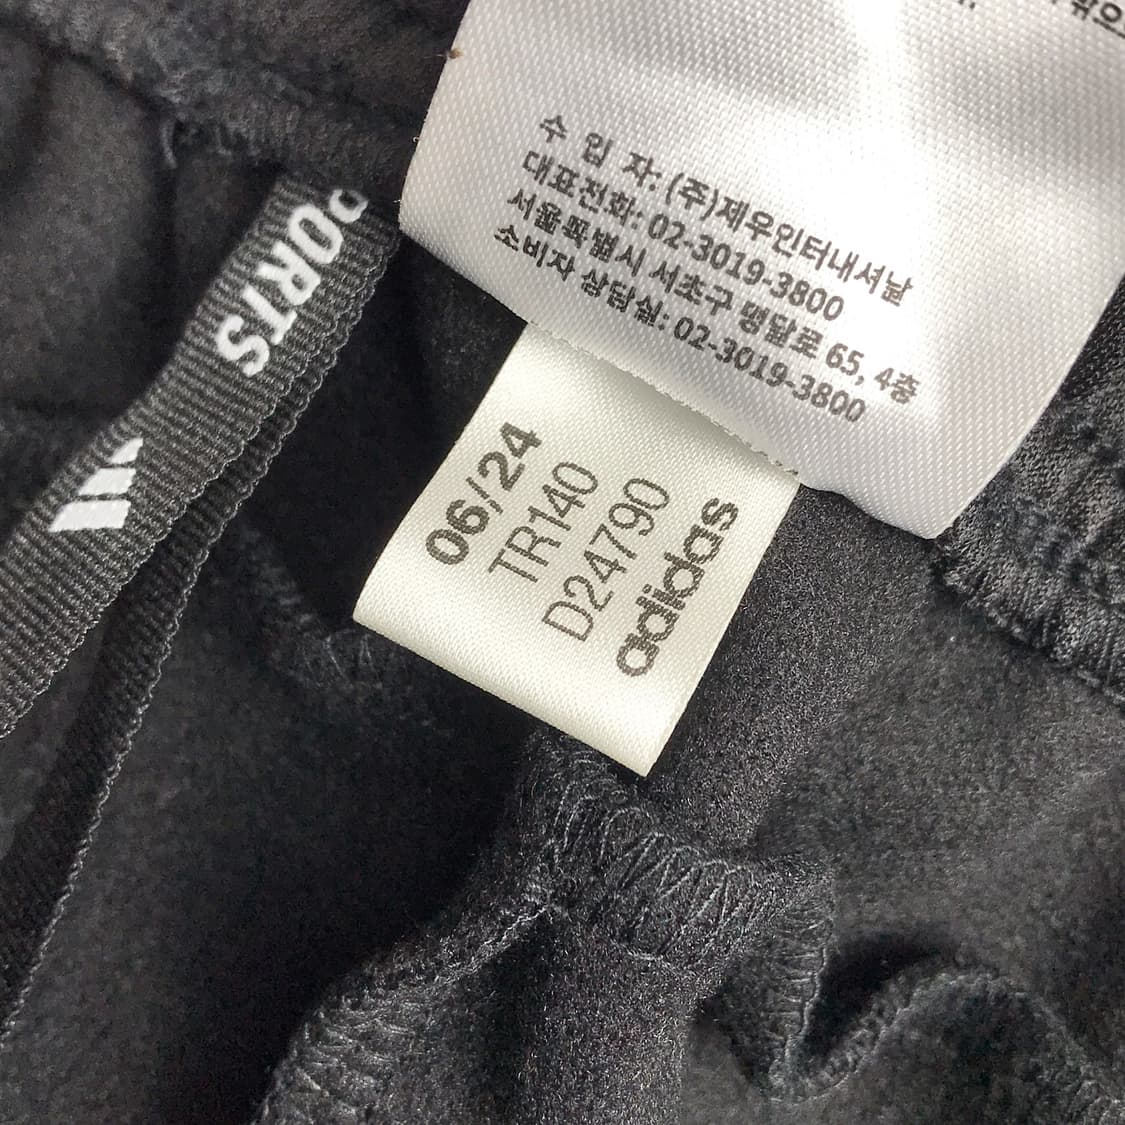 수 입 자: (주)제우인터내셔날
대표전화: 02-3019-3800
서울특별시 서초구 명달로 65, 4층
소비자 상담실: 02-3019-3800
06/24
TR140
D24790
adidas
PORTS